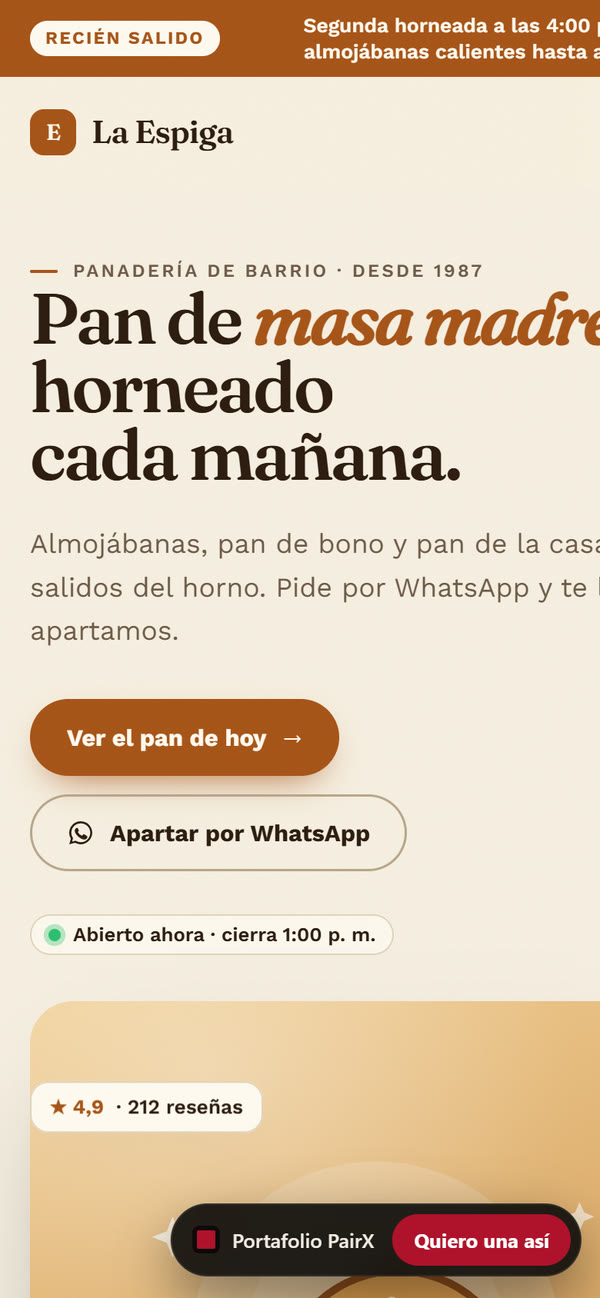 RECIÉN SALIDO
Segunda horneada a las 4:00
almojábanas calientes hasta
E
La Espiga
PANADERÍA DE BARRIO · DESDE 1987
Pan de masa madre
horneado
cada mañana.
Almojábanas, pan de bono y pan de la casa
salidos del horno. Pide por WhatsApp y te
apartamos.
Ver el pan de hoy →
Apartar por WhatsApp
Abierto ahora · cierra 1:00 p. m.
★ 4,9 · 212 reseñas
Portafolio PairX
Quiero una así